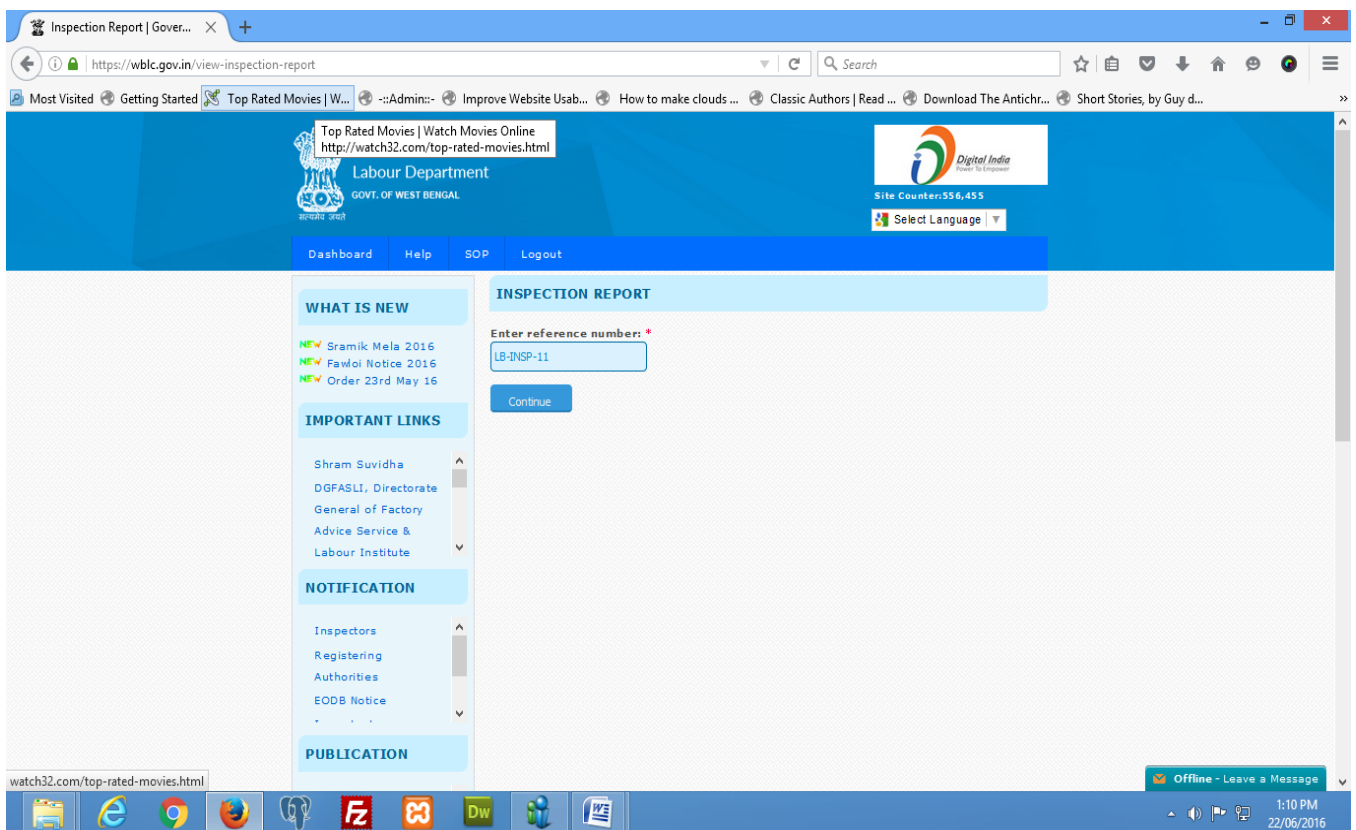 Inspection Report | Gover...
https://wblc.gov.in/view-inspection-report
Search
Most Visited
Getting Started
Top Rated Movies | W...
-::Admin::-
Improve Website Usab...
How to make clouds ...
Classic Authors | Read ...
Download The Antichr...
Short Stories, by Guy d...
Top Rated Movies | Watch Movies Online
http://watch32.com/top-rated-movies.html
Labour Department
GOVT. OF WEST BENGAL
सत्यमेव जयते
Digital India
Power To Empower
Site Counter:556,455
Select Language
Dashboard
Help
SOP
Logout
WHAT IS NEW
NEW Sramik Mela 2016
NEW Fawloi Notice 2016
NEW Order 23rd May 16
IMPORTANT LINKS
Shram Suvidha
DGFASLI, Directorate
General of Factory
Advice Service &
Labour Institute
NOTIFICATION
Inspectors
Registering
Authorities
EODB Notice
PUBLICATION
INSPECTION REPORT
Enter reference number: *
LB-INSP-11
Continue
watch32.com/top-rated-movies.html
Offline - Leave a Message
Fz
Dw
W
1:10 PM
22/06/2016